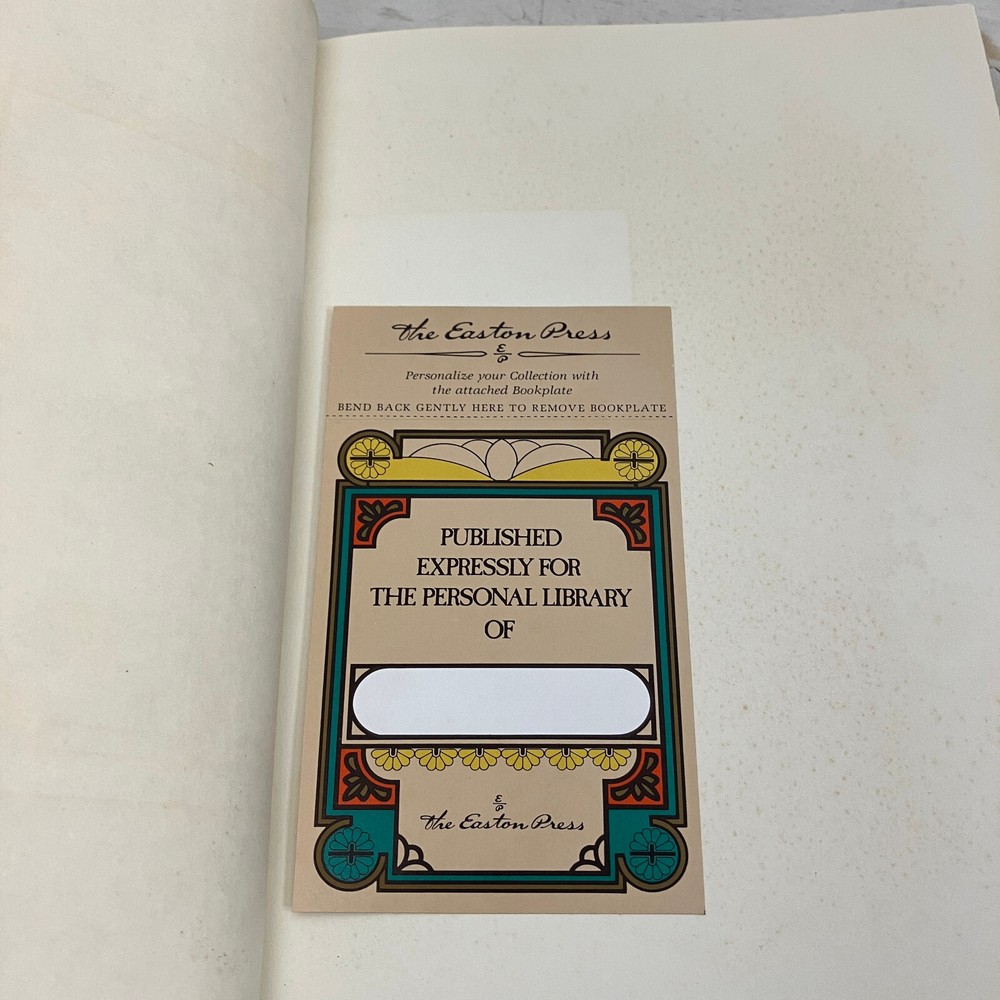 The Easton Press
E
P
Personalize your Collection with
the attached Bookplate
BEND BACK GENTLY HERE TO REMOVE BOOKPLATE
PUBLISHED
EXPRESSLY FOR
THE PERSONAL LIBRARY
OF
E
P
The Easton Press